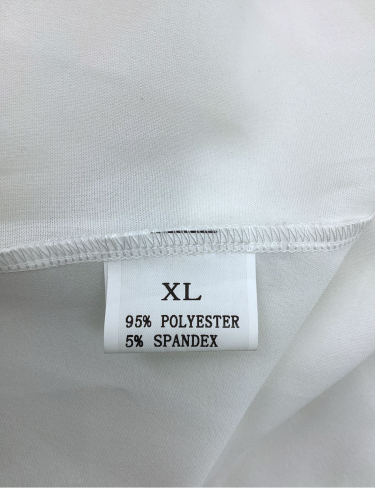 XL
95% POLYESTER
5% SPANDEX